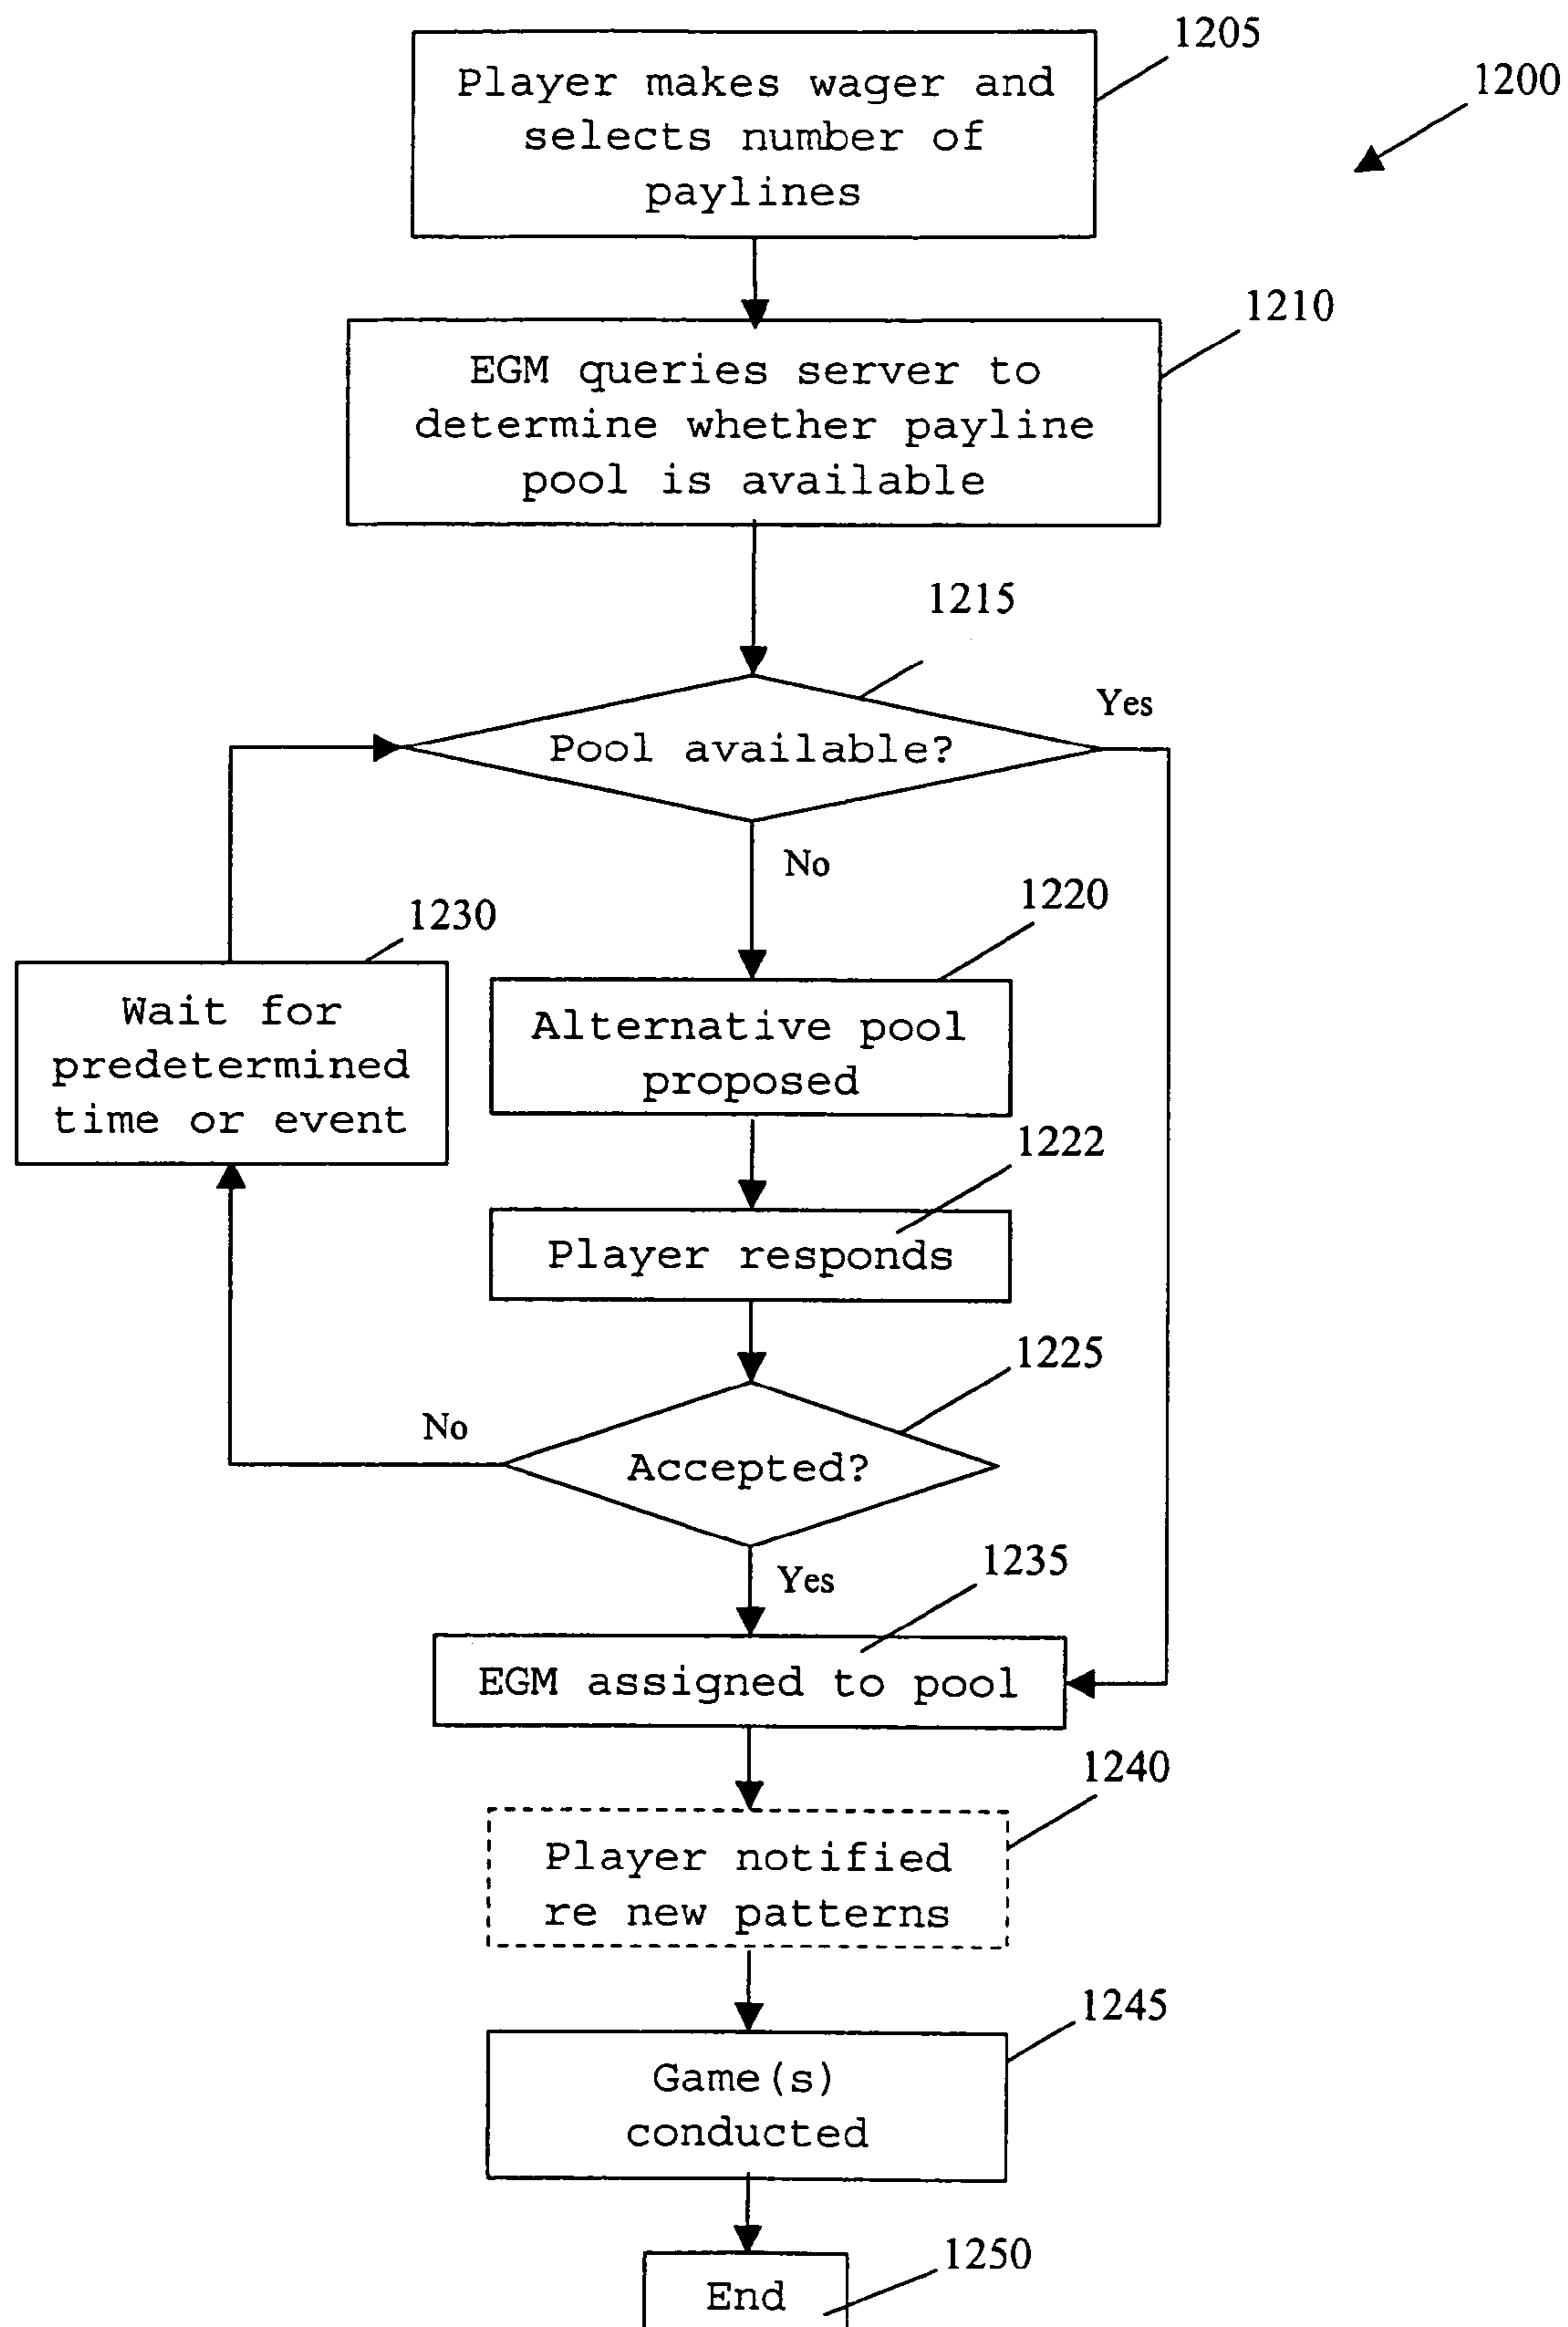 1205
Player makes wager and
selects number of
paylines
1200
1210
EGM queries server to
determine whether payline
pool is available
1215
Pool available?
Yes
No
1220
Alternative pool
proposed
1230
Wait for
predetermined
time or event
1222
Player responds
1225
Accepted?
No
Yes
1235
EGM assigned to pool
1240
Player notified
re new patterns
1245
Game(s)
conducted
1250
End